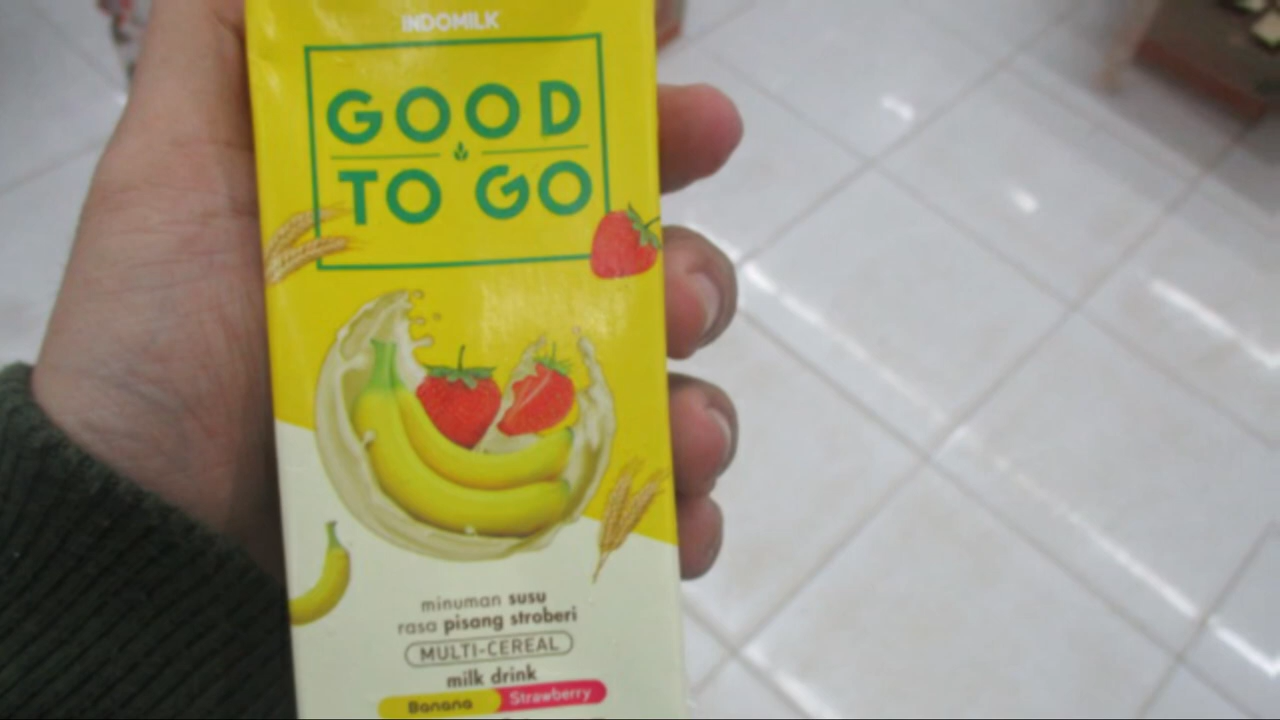 INDOMILK
GOOD
TO GO
minuman susu
rasa pisang stroberi
MULTI-CEREAL
milk drink
Banana Strawberry